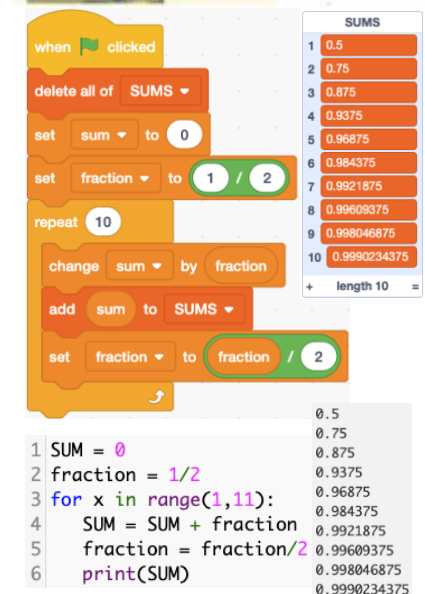 when clicked
delete all of SUMS
set sum to 0
set fraction to 1 / 2
repeat 10
change sum by fraction
add sum to SUMS
set fraction to fraction / 2
SUMS
1 0.5
2 0.75
3 0.875
4 0.9375
5 0.96875
6 0.984375
7 0.9921875
8 0.99609375
9 0.998046875
10 0.9990234375
+ length 10 =
1 SUM = 0
2 fraction = 1/2
3 for x in range(1,11):
4 SUM = SUM + fraction
5 fraction = fraction/2
6 print(SUM)
0.5
0.75
0.875
0.9375
0.96875
0.984375
0.9921875
0.99609375
0.998046875
0.9990234375